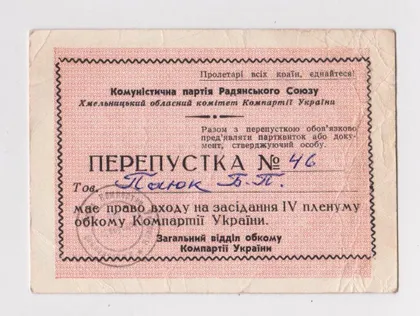 Пролетарі всіх країн, єднайтеся!
Комуністична партія Радянського Союзу
Хмельницький обласний комітет Компартії України
Разом з перепусткою обов'язково
пред'являти партквиток або доку-
мент, стверджуючий особу.
ПЕРЕПУСТКА № 46
Тов. Паюк Б.П.
має право входу на засідання IV пленуму
обкому Компартії України.
Загальний відділ обкому
Компартії України